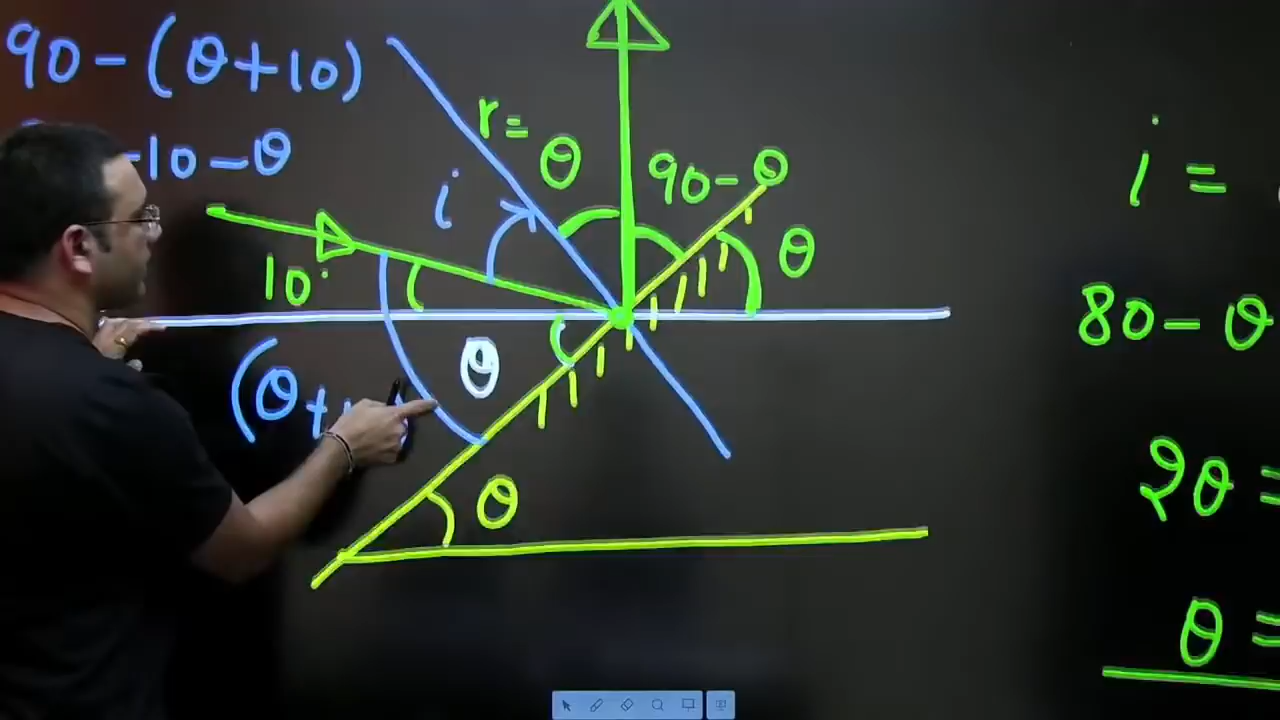 90 - (θ+10)
-10-θ
r=
θ
90-θ
i
10°
θ
θ
(θ+
θ
i =
80 - θ
2θ =
θ =